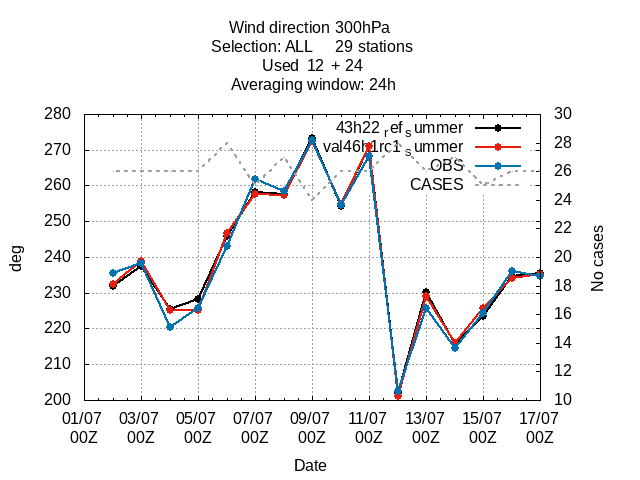 Wind direction 300hPa
Selection: ALL 29 stations
Used 12 + 24
Averaging window: 24h
280 30
43h22_ref_summer
28
270 val46h1rc1_summer
OBS 26
260 CASES
24
250 22
240 20
deg No cases
230 18
16
220 14
210 12
200 10
01/07 03/07 05/07 07/07 09/07 11/07 13/07 15/07 17/07
00Z 00Z 00Z 00Z 00Z 00Z 00Z 00Z 00Z
Date